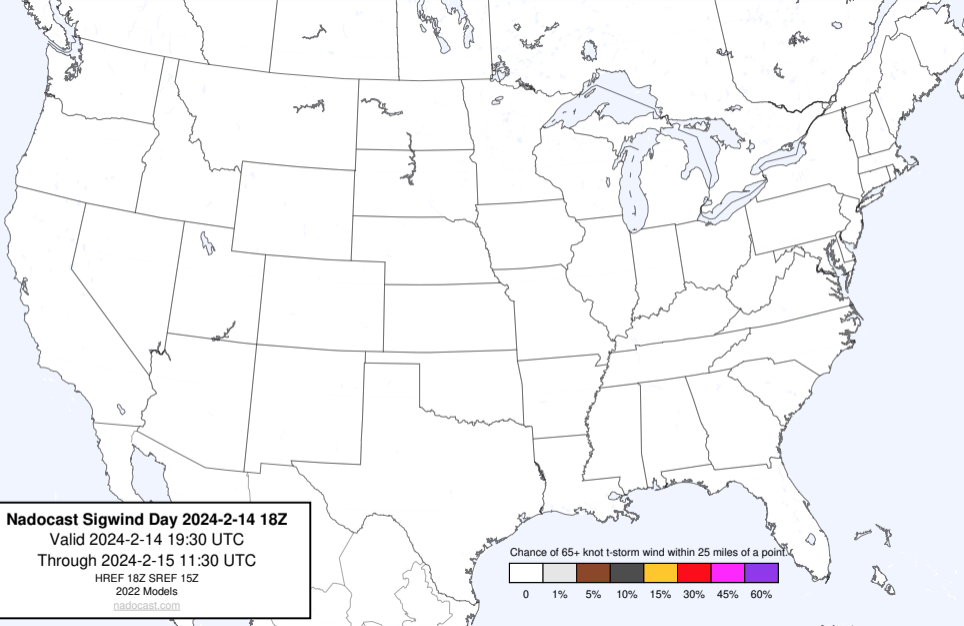 Nadocast Sigwind Day 2024-2-14 18Z
Valid 2024-2-14 19:30 UTC
Through 2024-2-15 11:30 UTC
HREF 18Z SREF 15Z
2022 Models
nadocast.com
Chance of 65+ knot t-storm wind within 25 miles of a point.
0 1% 5% 10% 15% 30% 45% 60%